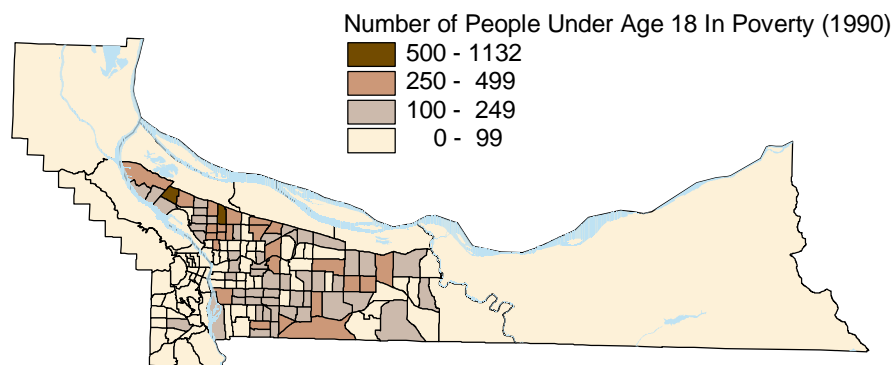 Number of People Under Age 18 In Poverty (1990)
500 - 1132
250 - 499
100 - 249
0 - 99